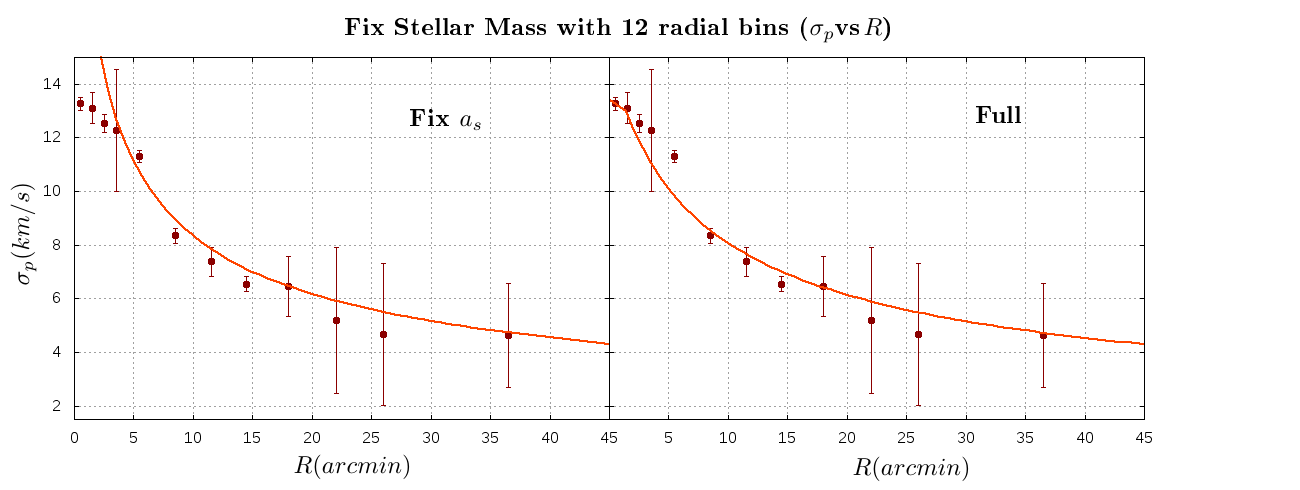 Fix Stellar Mass with 12 radial bins (σ_p vs R)
Fix a_s
Full
σ_p(km/s)
14
12
10
8
6
4
2
0 5 10 15 20 25 30 35 40 45 5 10 15 20 25 30 35 40 45
R(arcmin) R(arcmin)